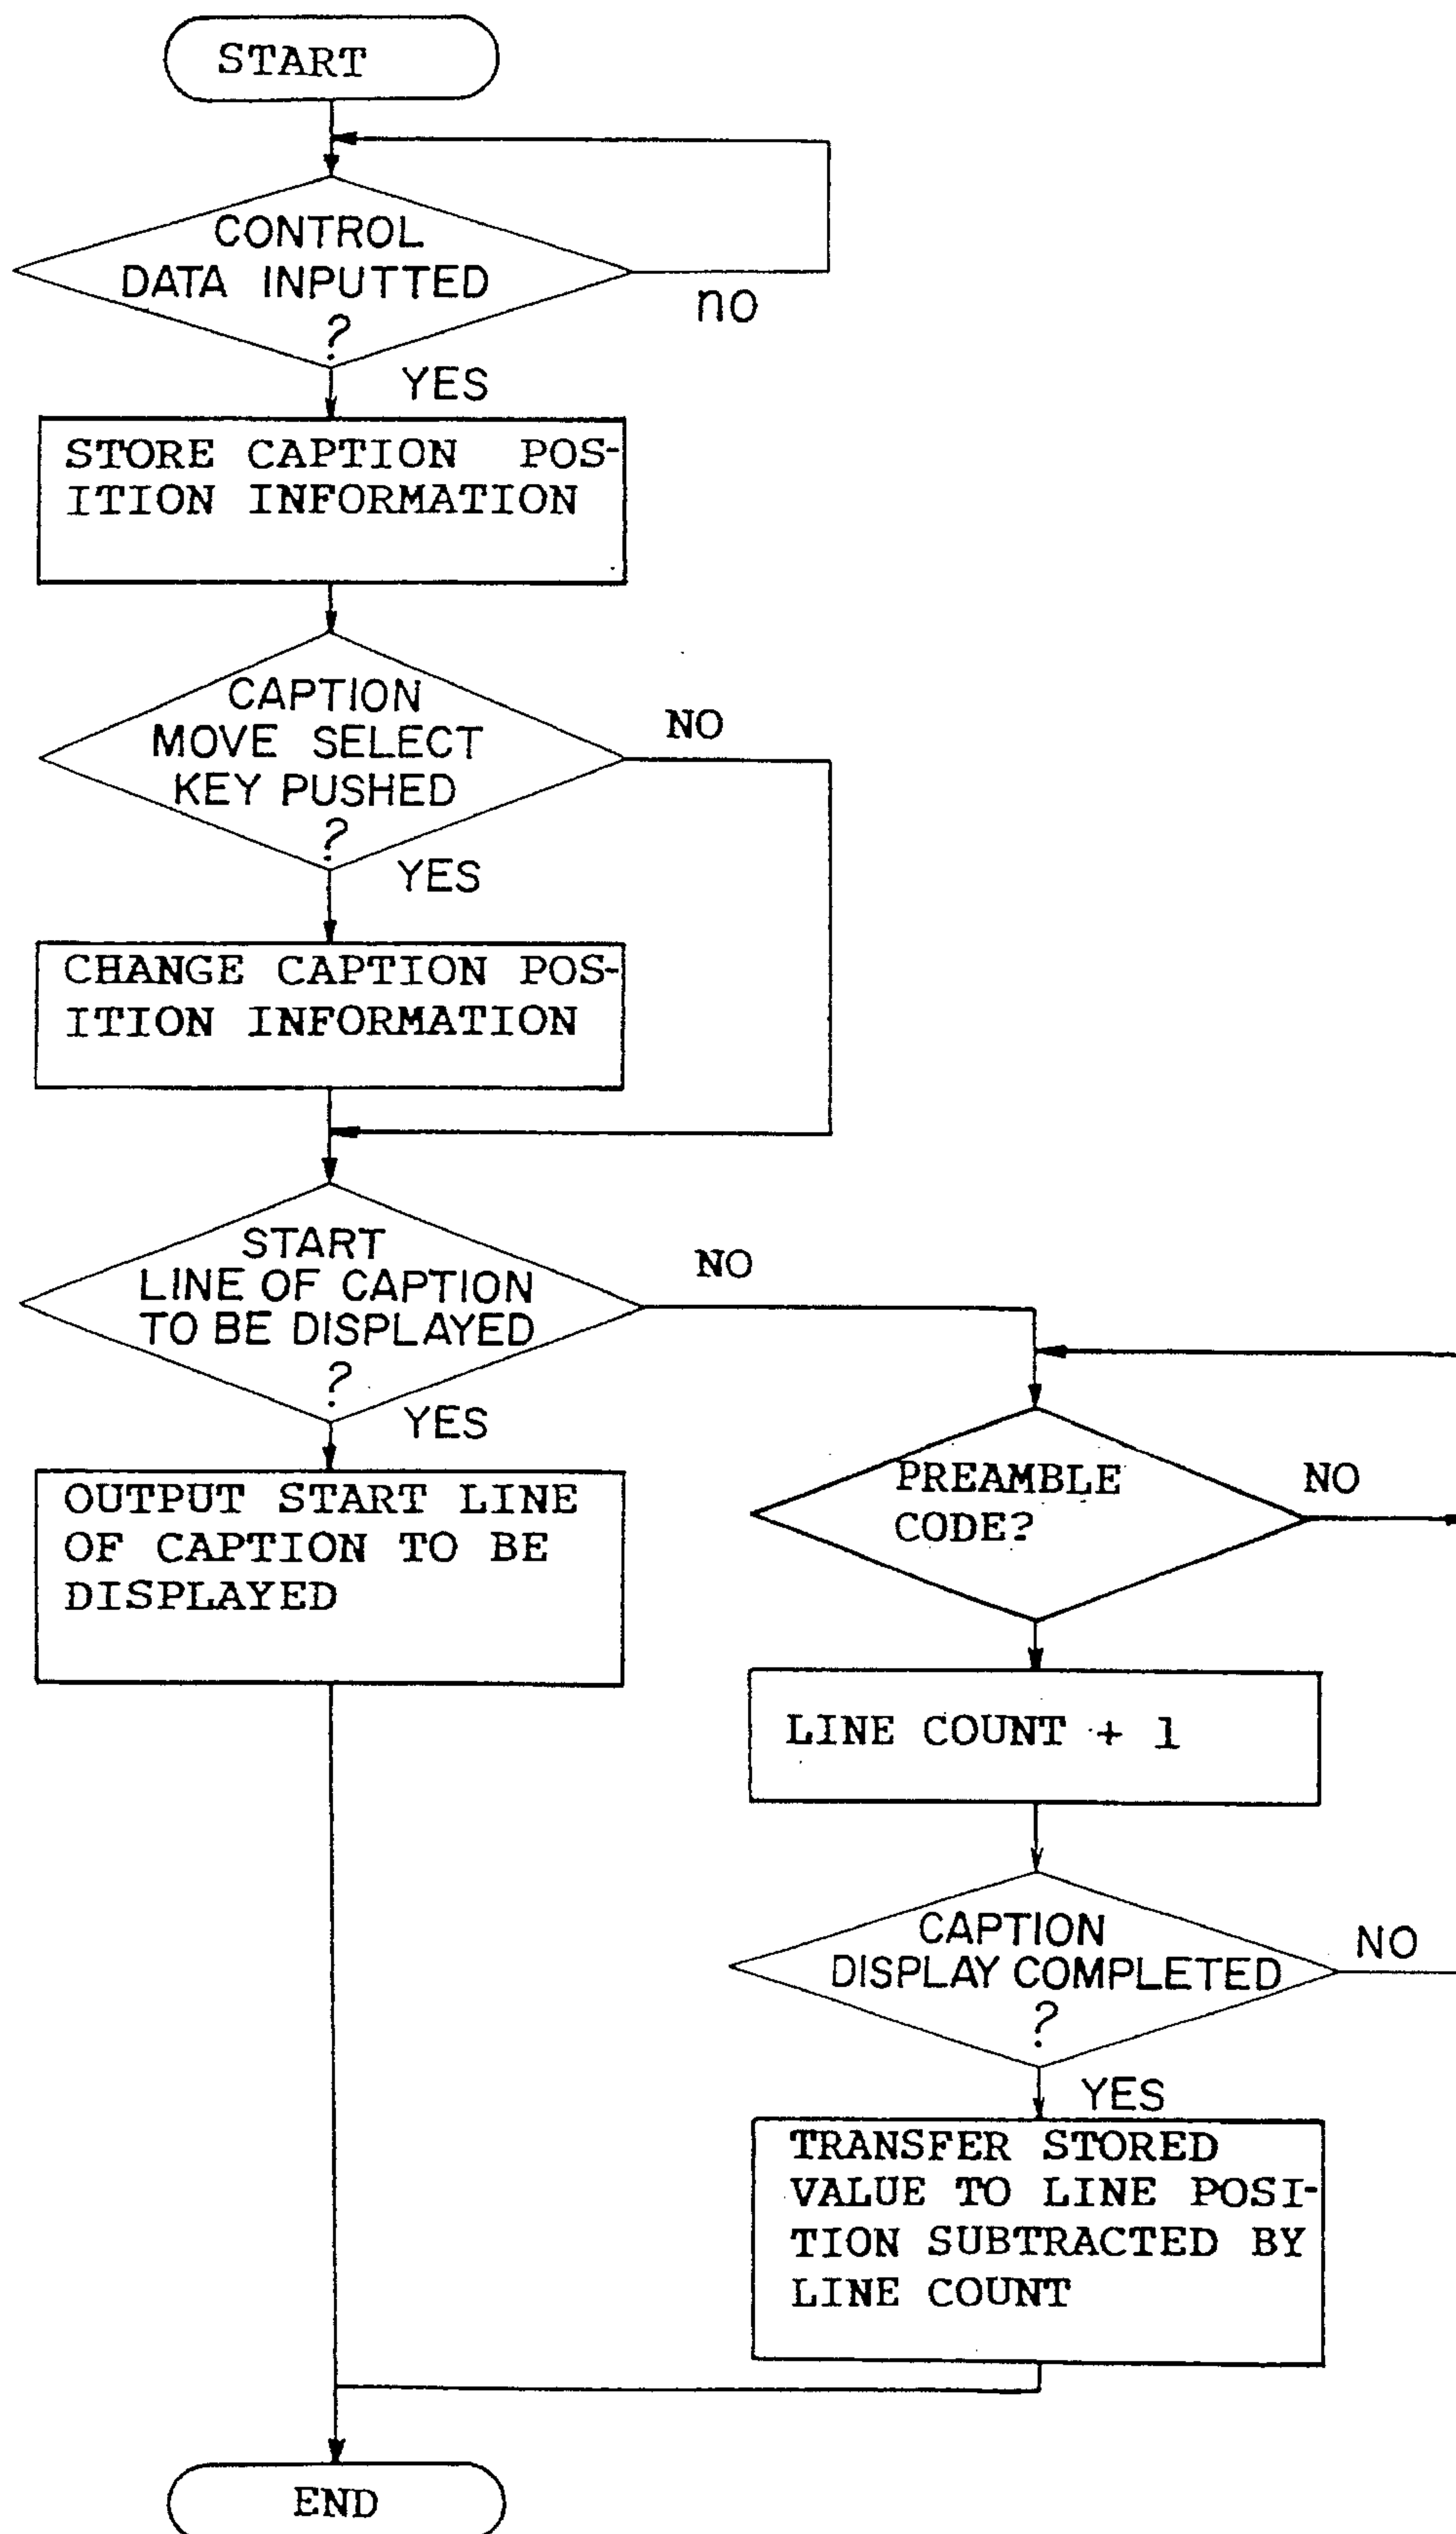 START
CONTROL
DATA INPUTTED
?
no
YES
STORE CAPTION POS-
ITION INFORMATION
CAPTION
MOVE SELECT
KEY PUSHED
?
NO
YES
CHANGE CAPTION POS-
ITION INFORMATION
START
LINE OF CAPTION
TO BE DISPLAYED
?
NO
YES
OUTPUT START LINE
OF CAPTION TO BE
DISPLAYED
PREAMBLE
CODE?
NO
LINE COUNT + 1
CAPTION
DISPLAY COMPLETED
?
NO
YES
TRANSFER STORED
VALUE TO LINE POSI-
TION SUBTRACTED BY
LINE COUNT
END